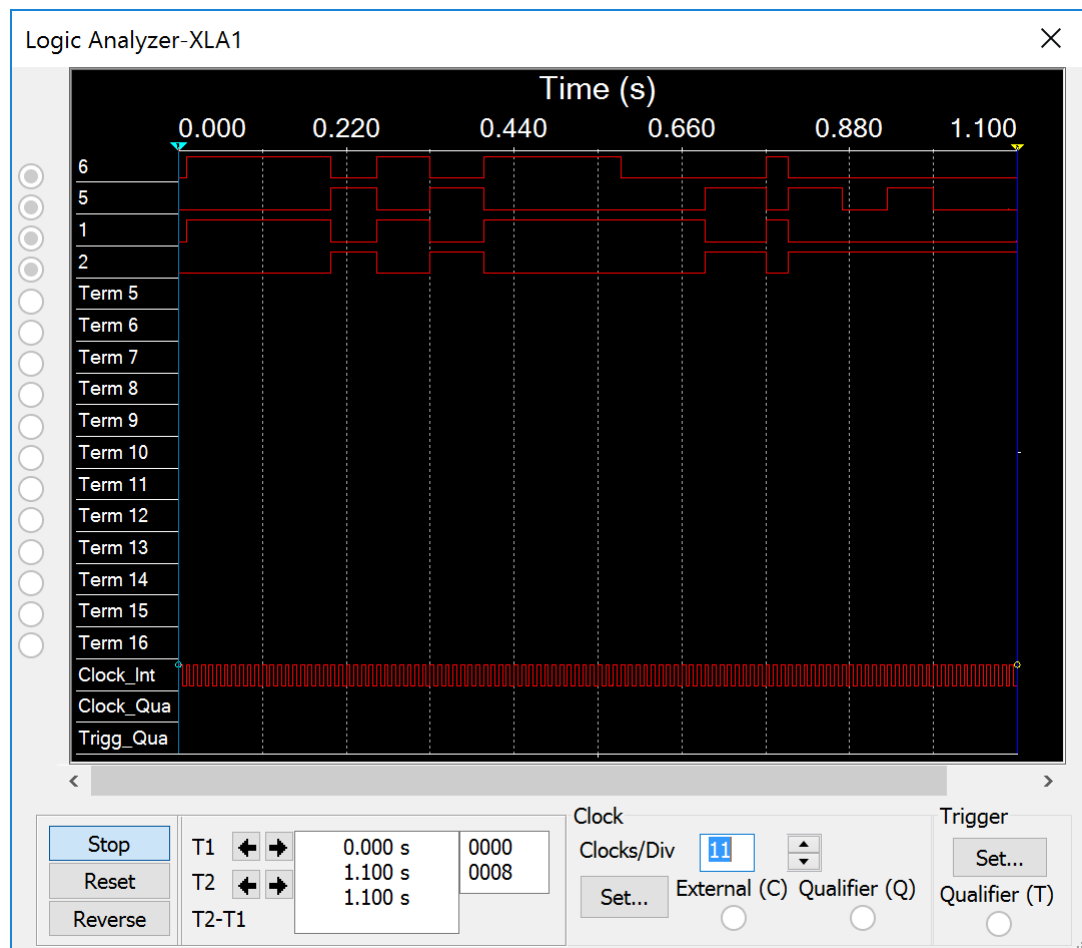 Logic Analyzer-XLA1
Time (s)
0.000 0.220 0.440 0.660 0.880 1.100
6
5
1
2
Term 5
Term 6
Term 7
Term 8
Term 9
Term 10
Term 11
Term 12
Term 13
Term 14
Term 15
Term 16
Clock_Int
Clock_Qua
Trigg_Qua
Stop
Reset
Reverse
T1
T2
T2-T1
0.000 s
1.100 s
1.100 s
0000
0008
Clock
Clocks/Div 11
Set...
External (C) Qualifier (Q)
Trigger
Set...
Qualifier (T)